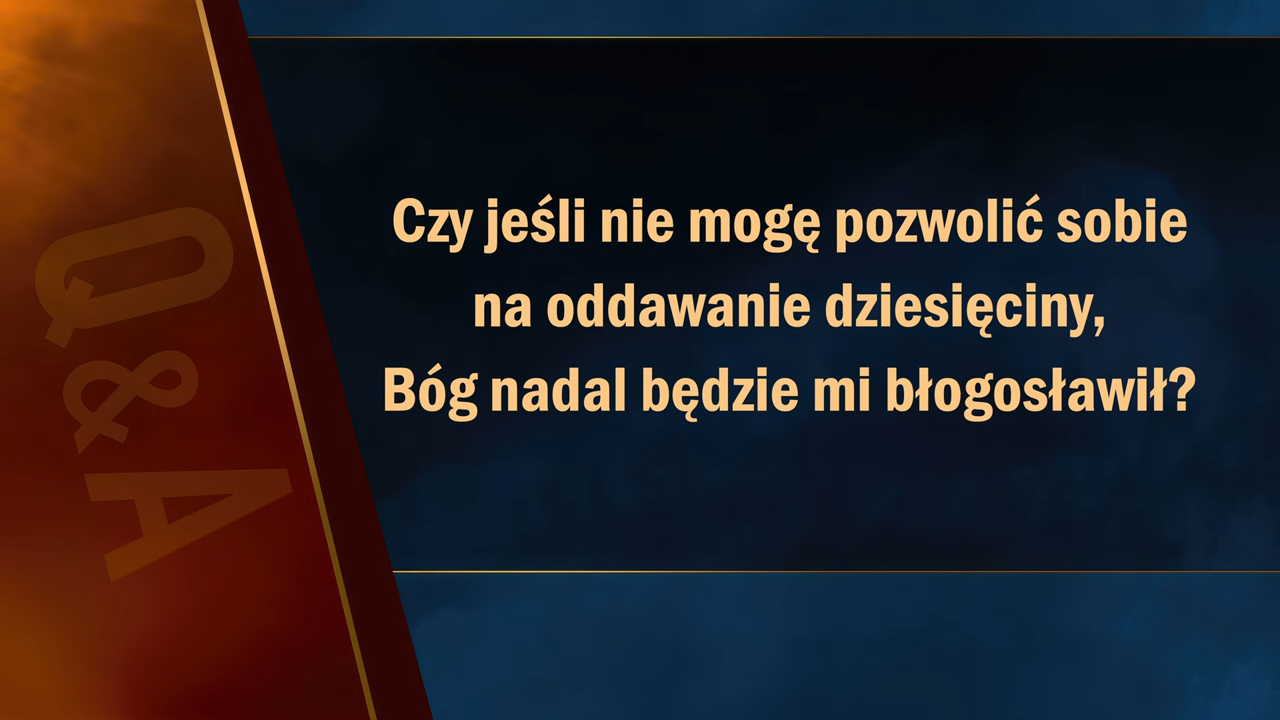 Q&A
Czy jeśli nie mogę pozwolić sobie
na oddawanie dziesięciny,
Bóg nadal będzie mi błogosławił?